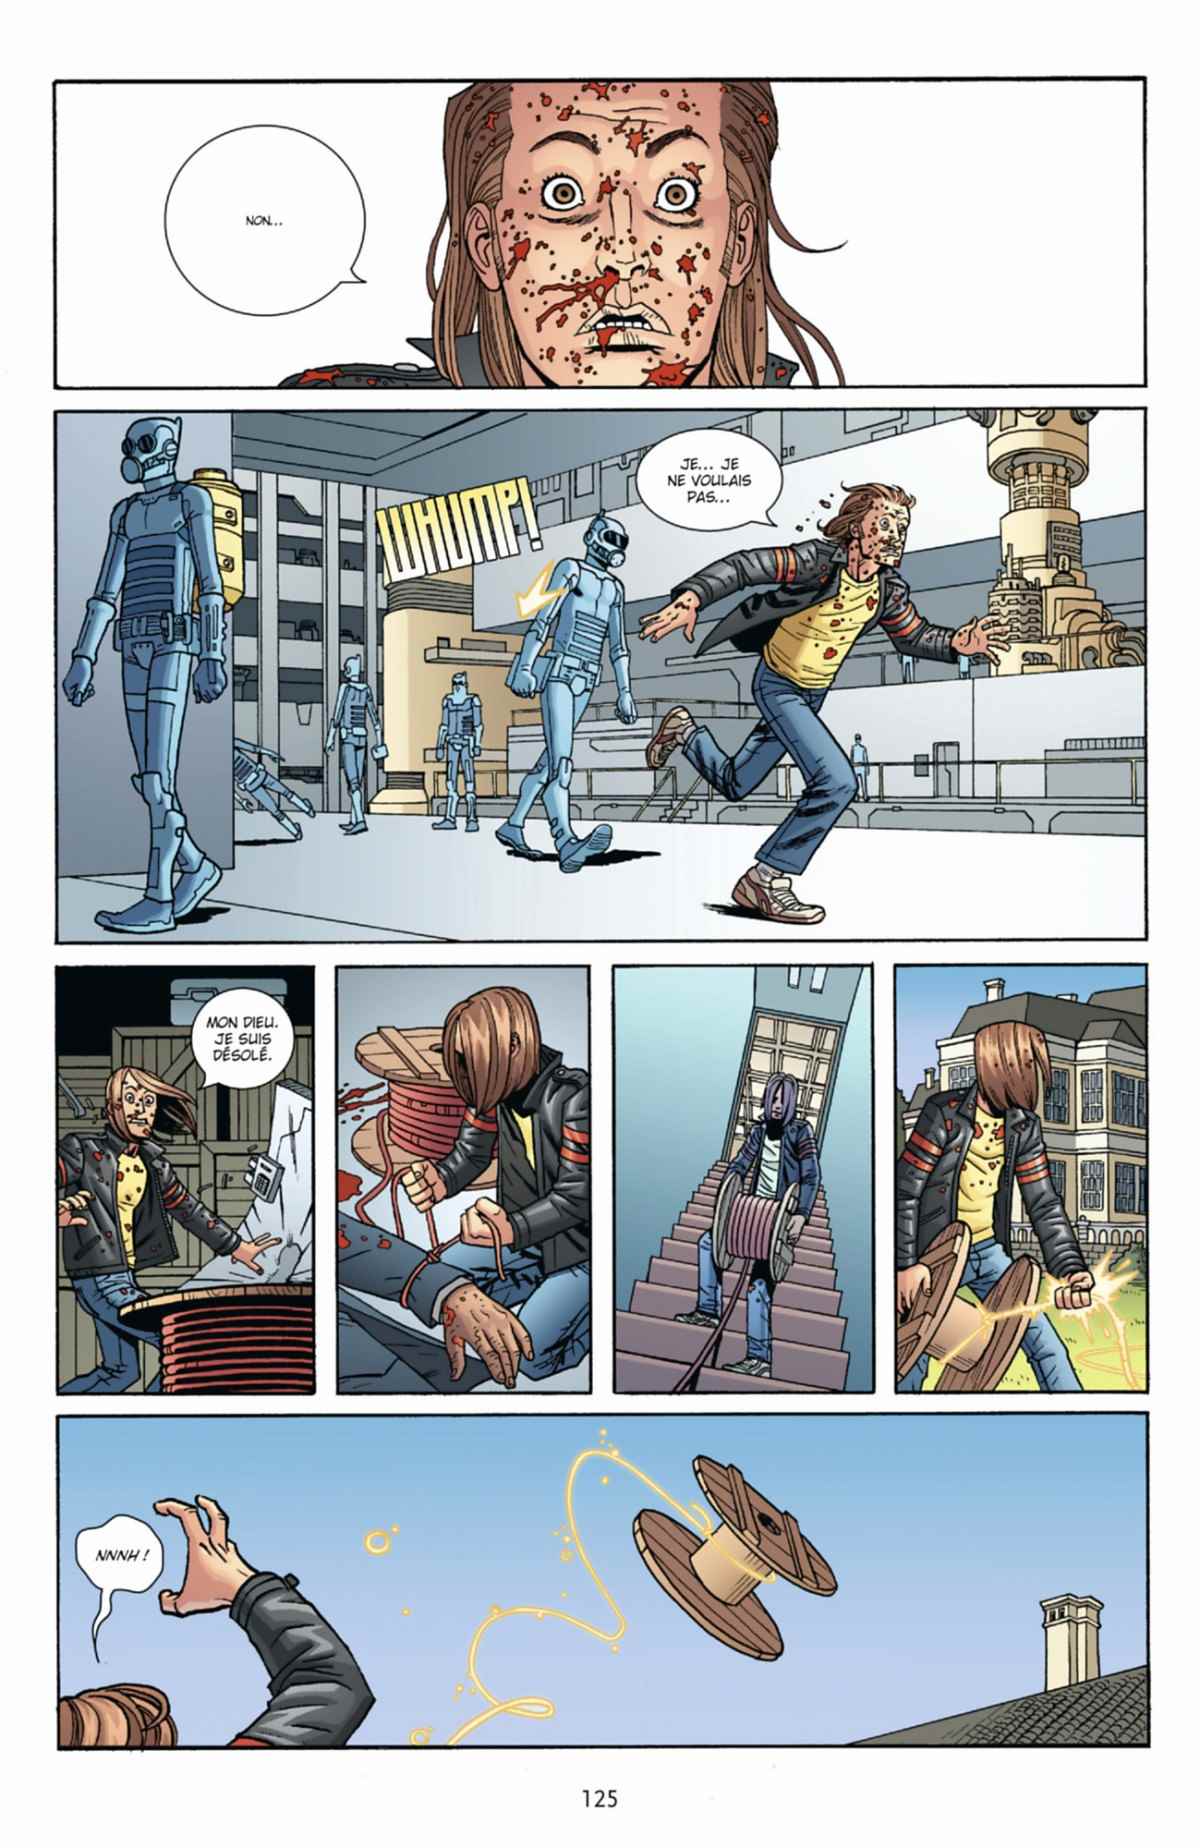 NON...
WHUMP!
JE... JE
NE VOULAIS
PAS...
MON DIEU.
JE SUIS
DÉSOLÉ.
NNNH !
125